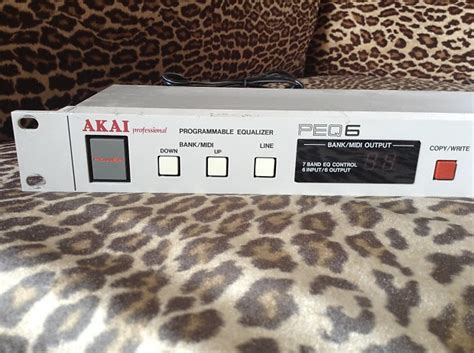 AKAI professional
PROGRAMMABLE EQUALIZER
PEQ6
BANK/MIDI
DOWN
UP
LINE
BANK/MIDI OUTPUT
7 BAND EQ CONTROL
6 INPUT/6 OUTPUT
COPY/WRITE